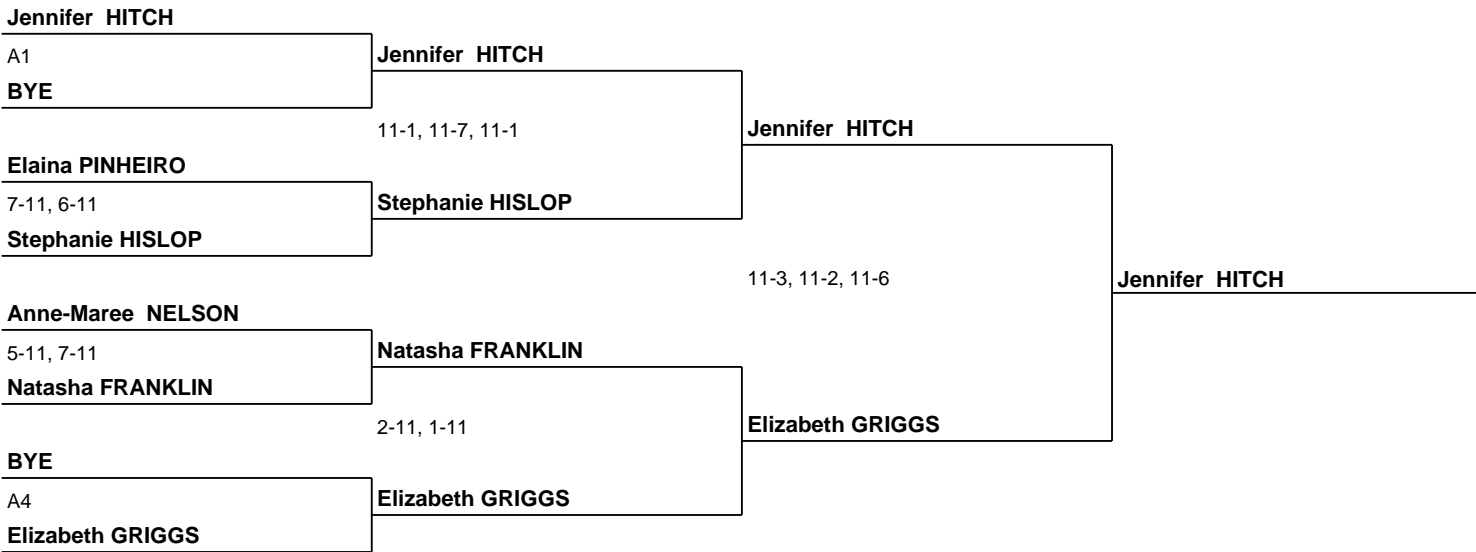 Jennifer  HITCH
A1
BYE
Jennifer  HITCH
11-1, 11-7, 11-1
Elaina PINHEIRO
7-11, 6-11
Stephanie HISLOP
Stephanie HISLOP
Jennifer  HITCH
11-3, 11-2, 11-6
Jennifer  HITCH
Anne-Maree  NELSON
5-11, 7-11
Natasha FRANKLIN
Natasha FRANKLIN
2-11, 1-11
Elizabeth GRIGGS
BYE
A4
Elizabeth GRIGGS
Elizabeth GRIGGS